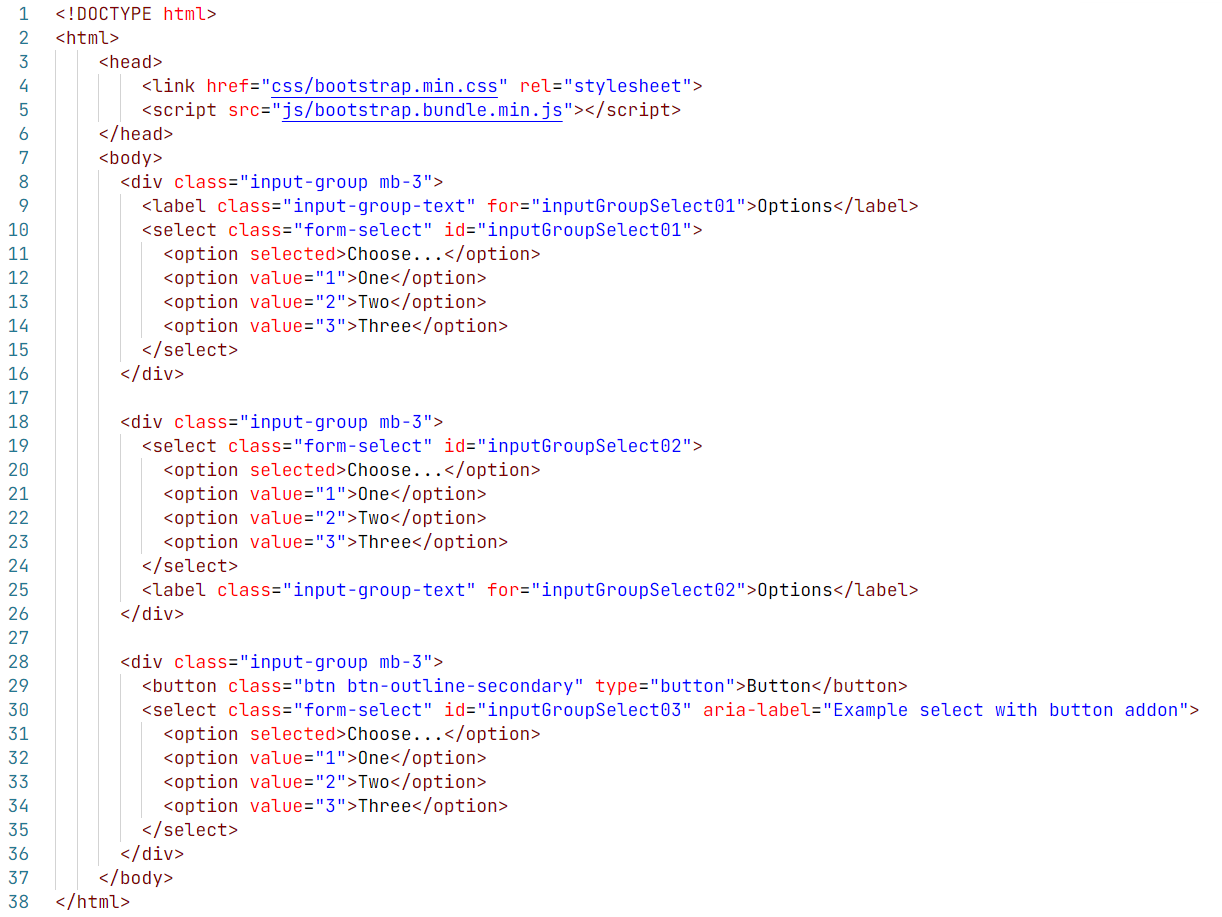 1 <!DOCTYPE html>
2 <html>
3     <head>
4         <link href="css/bootstrap.min.css" rel="stylesheet">
5         <script src="js/bootstrap.bundle.min.js"></script>
6     </head>
7     <body>
8       <div class="input-group mb-3">
9         <label class="input-group-text" for="inputGroupSelect01">Options</label>
10         <select class="form-select" id="inputGroupSelect01">
11           <option selected>Choose...</option>
12           <option value="1">One</option>
13           <option value="2">Two</option>
14           <option value="3">Three</option>
15         </select>
16       </div>
17
18       <div class="input-group mb-3">
19         <select class="form-select" id="inputGroupSelect02">
20           <option selected>Choose...</option>
21           <option value="1">One</option>
22           <option value="2">Two</option>
23           <option value="3">Three</option>
24         </select>
25         <label class="input-group-text" for="inputGroupSelect02">Options</label>
26       </div>
27
28       <div class="input-group mb-3">
29         <button class="btn btn-outline-secondary" type="button">Button</button>
30         <select class="form-select" id="inputGroupSelect03" aria-label="Example select with button addon">
31           <option selected>Choose...</option>
32           <option value="1">One</option>
33           <option value="2">Two</option>
34           <option value="3">Three</option>
35         </select>
36       </div>
37     </body>
38 </html>